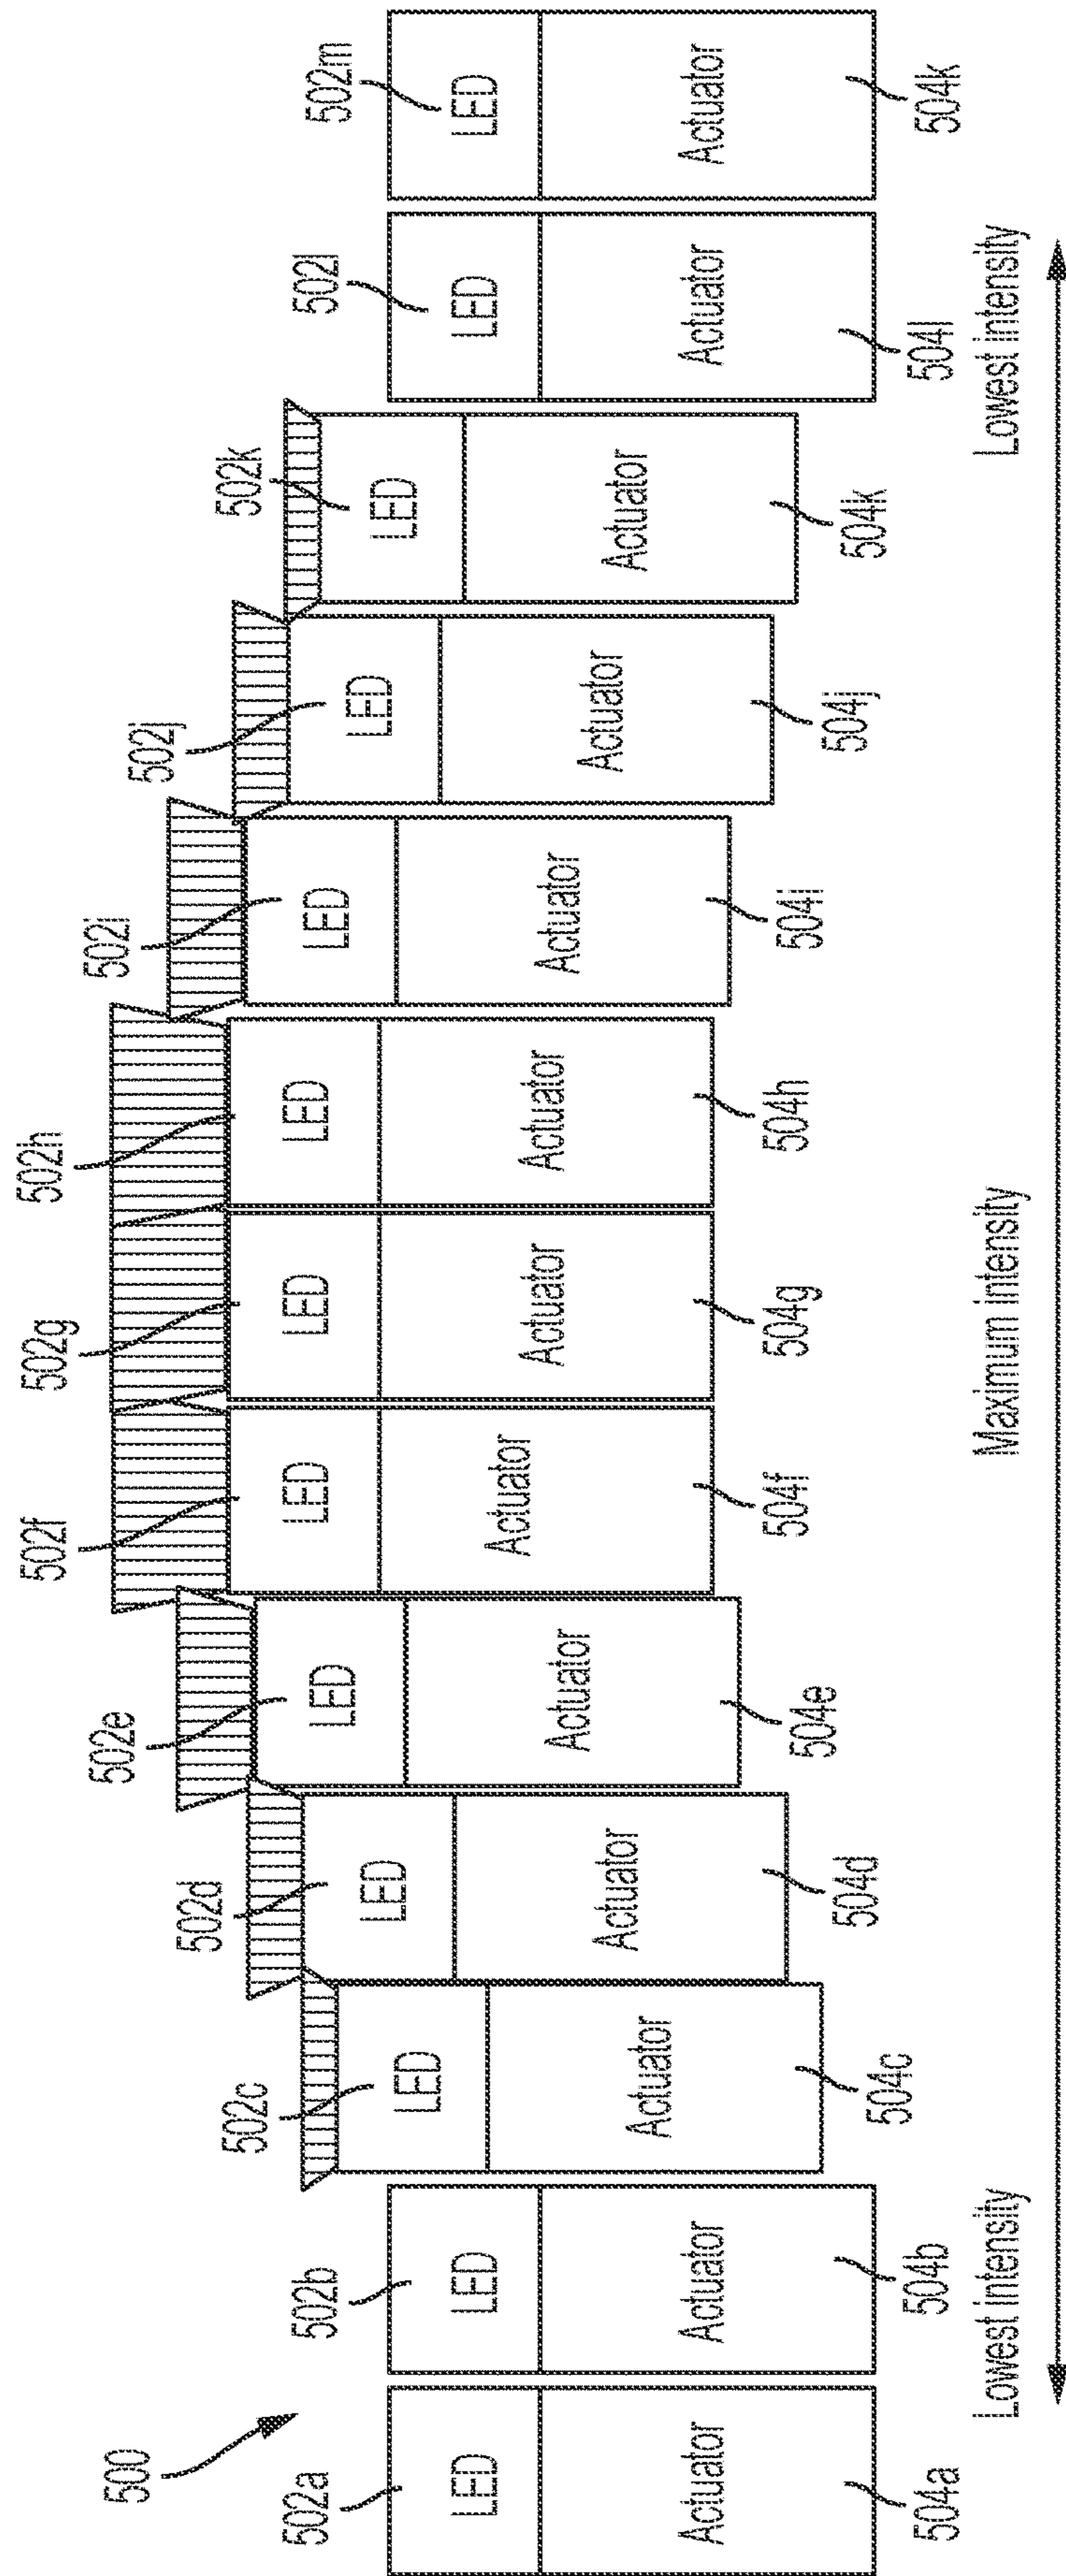 500
502a
502b
502c
502d
502e
502f
502g
502h
502i
502j
502k
502l
502m
LED
LED
LED
LED
LED
LED
LED
LED
LED
LED
LED
LED
LED
Actuator
Actuator
Actuator
Actuator
Actuator
Actuator
Actuator
Actuator
Actuator
Actuator
Actuator
Actuator
Actuator
504a
504b
504c
504d
504e
504f
504g
504h
504i
504j
504k
504l
504k
Lowest intensity
Maximum intensity
Lowest intensity